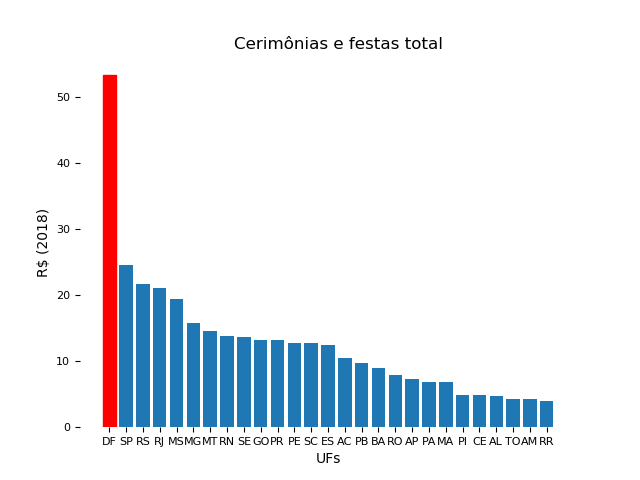 Cerimônias e festas total
R$ (2018)
50
40
30
20
10
0
DF SP RS RJ MS MG MT RN SE GO PR PE SC ES AC PB BA RO AP PA MA PI CE AL TO AM RR
UFs